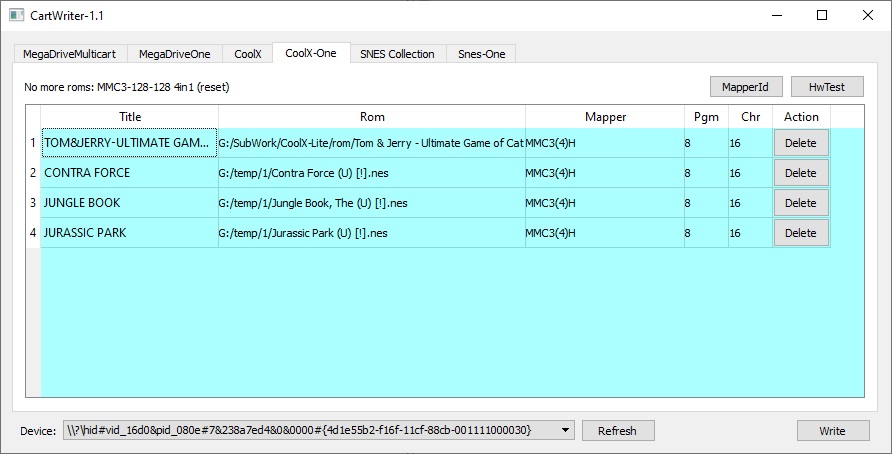 CartWriter-1.1
MegaDriveMulticart MegaDriveOne CoolX CoolX-One SNES Collection Snes-One
No more roms: MMC3-128-128 4in1 (reset) MapperId HwTest
Title Rom Mapper Pgm Chr Action
1 TOM&JERRY-ULTIMATE GAM... G:/SubWork/CoolX-Lite/rom/Tom & Jerry - Ultimate Game of Cat MMC3(4)H 8 16 Delete
2 CONTRA FORCE G:/temp/1/Contra Force (U) [!].nes MMC3(4)H 8 16 Delete
3 JUNGLE BOOK G:/temp/1/Jungle Book, The (U) [!].nes MMC3(4)H 8 16 Delete
4 JURASSIC PARK G:/temp/1/Jurassic Park (U) [!].nes MMC3(4)H 8 16 Delete
Device: \\?\hid#vid_16d0&pid_080e#7&238a7ed4&0&0000#{4d1e55b2-f16f-11cf-88cb-001111000030} Refresh Write